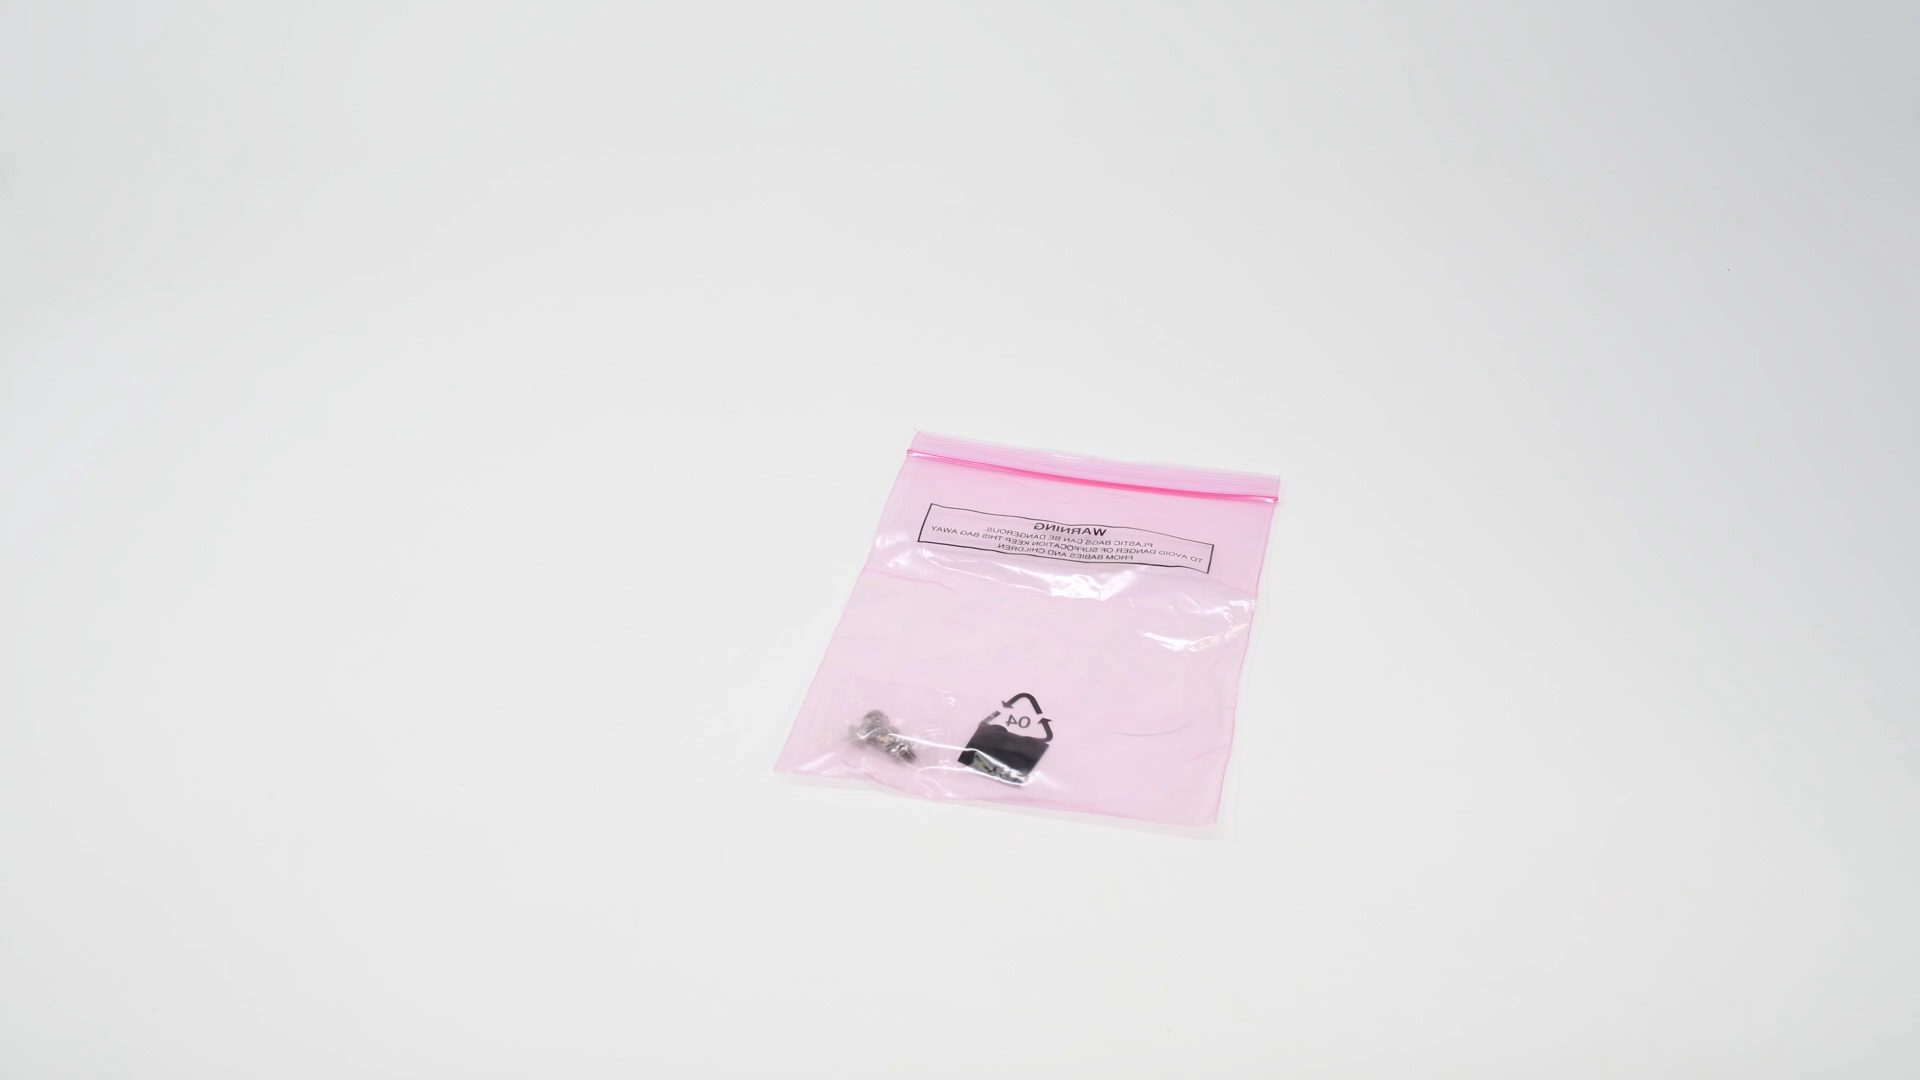 WARNING
PLASTIC BAGS CAN BE DANGEROUS.
TO AVOID DANGER OF SUFFOCATION KEEP THIS BAG AWAY
FROM BABIES AND CHILDREN
04